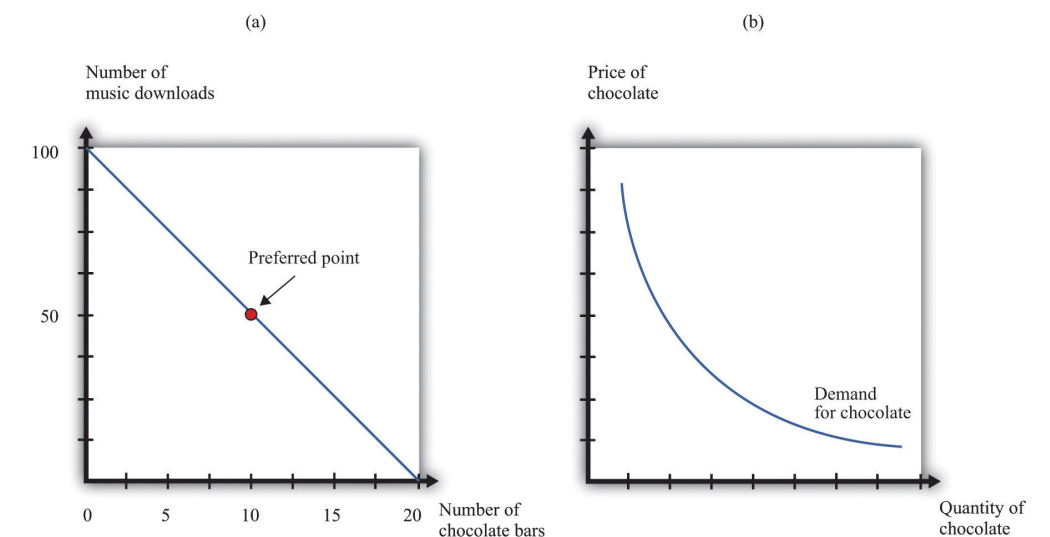 (a)
Number of
music downloads
100
50
Preferred point
0 5 10 15 20
Number of
chocolate bars
(b)
Price of
chocolate
Demand
for chocolate
Quantity of
chocolate